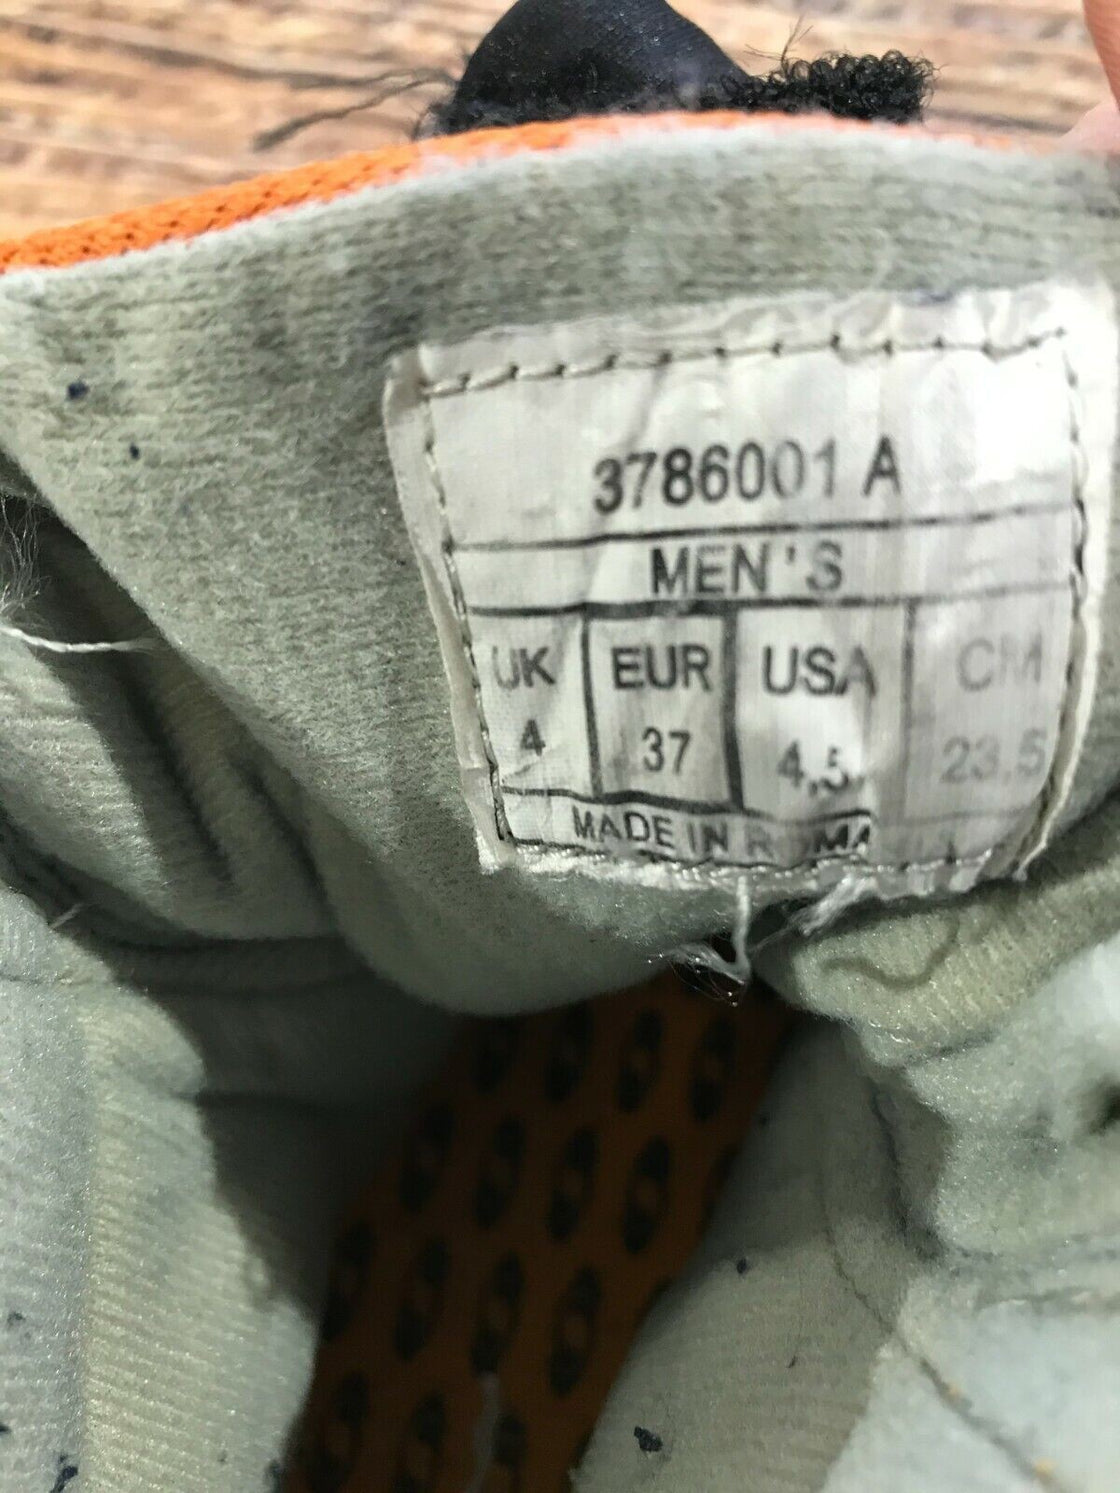 3786001 A
MEN'S
UK EUR USA CM
4 37 4,5 23,5
MADE IN